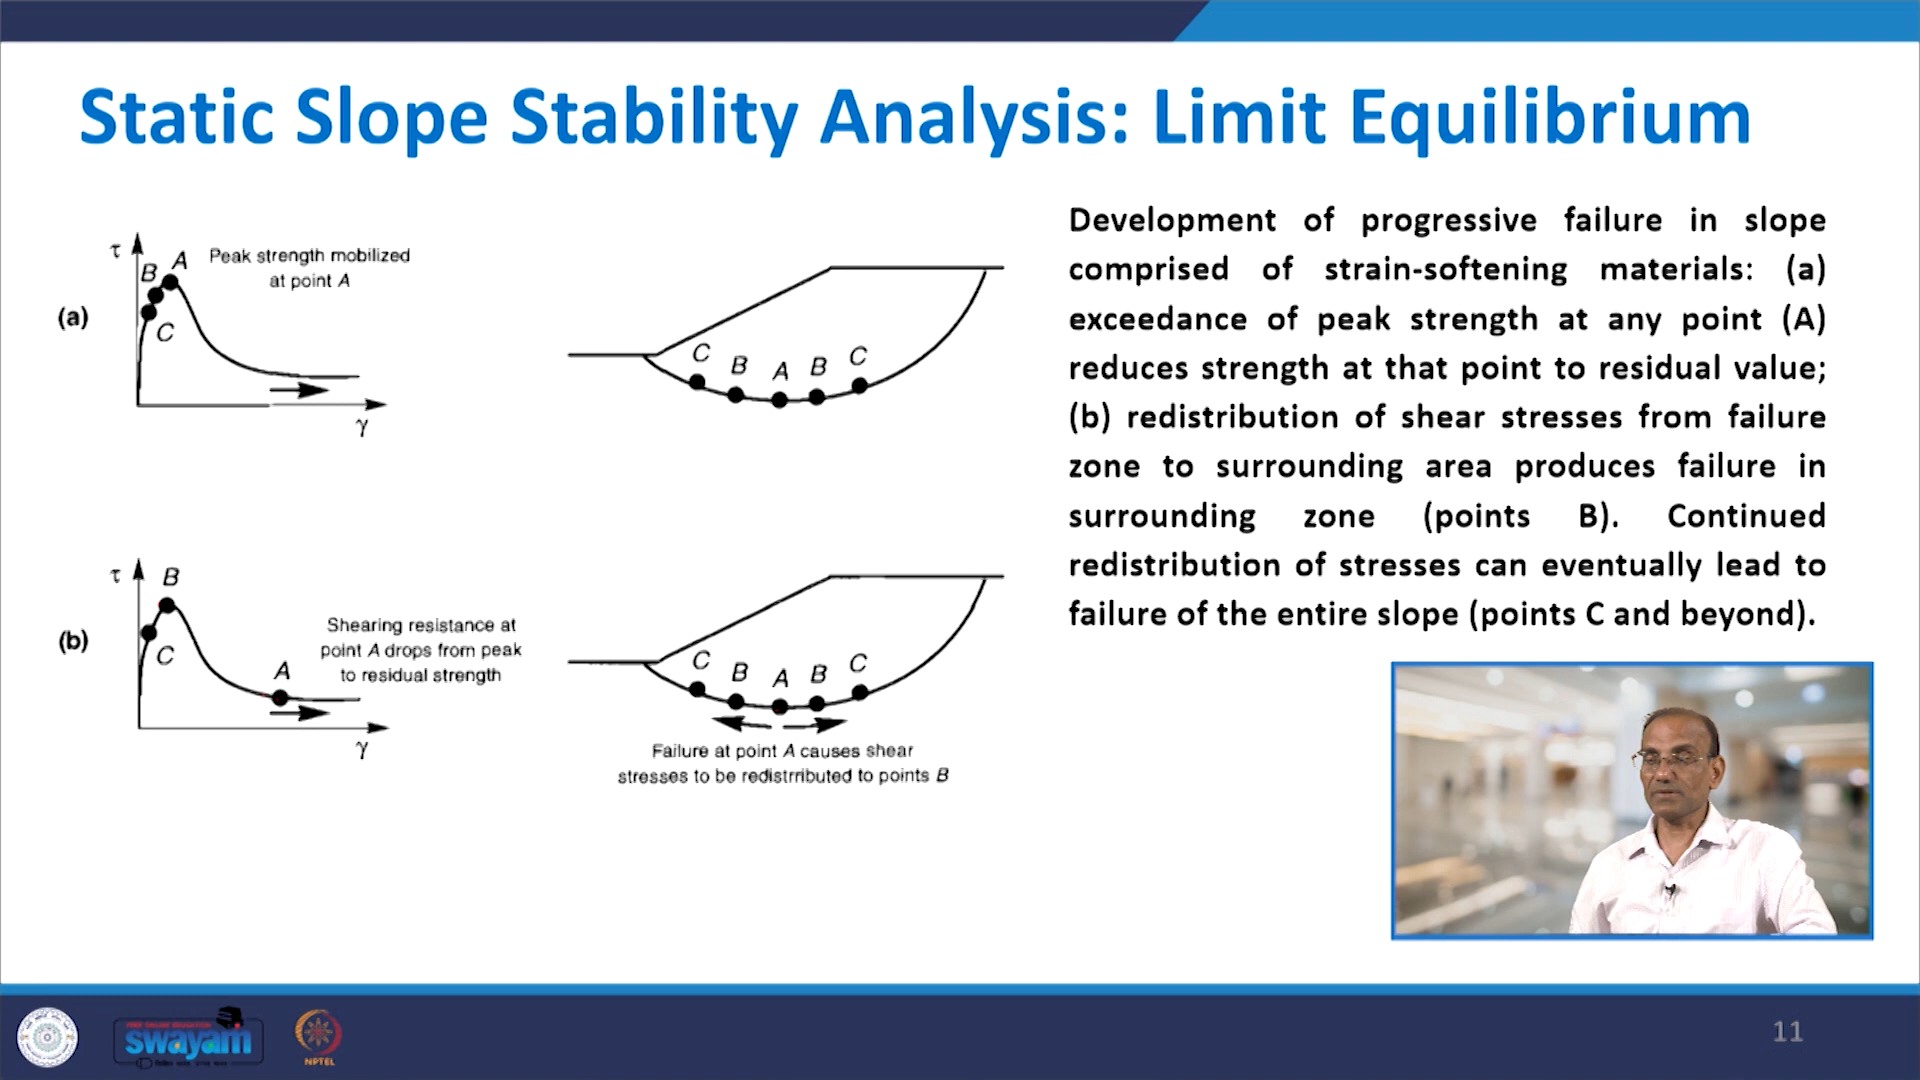 Static Slope Stability Analysis: Limit Equilibrium
(a)
τ
B
A
C
Peak strength mobilized
at point A
γ
C
B
A
B
C
(b)
τ
B
C
A
Shearing resistance at
point A drops from peak
to residual strength
γ
C
B
A
B
C
Failure at point A causes shear
stresses to be redistrributed to points B
Development of progressive failure in slope
comprised of strain-softening materials: (a)
exceedance of peak strength at any point (A)
reduces strength at that point to residual value;
(b) redistribution of shear stresses from failure
zone to surrounding area produces failure in
surrounding zone (points B). Continued
redistribution of stresses can eventually lead to
failure of the entire slope (points C and beyond).
FREE ONLINE EDUCATION
swayam
NPTEL
11